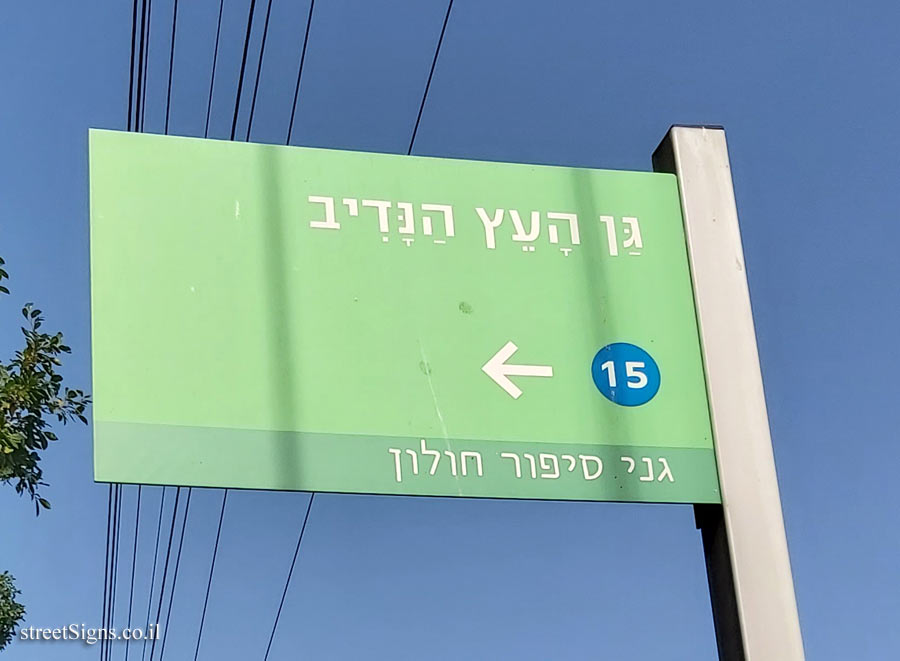 גַּן הָעֵץ הַנָּדִיב
← 15
גני סיפור חולון
streetSigns.co.il